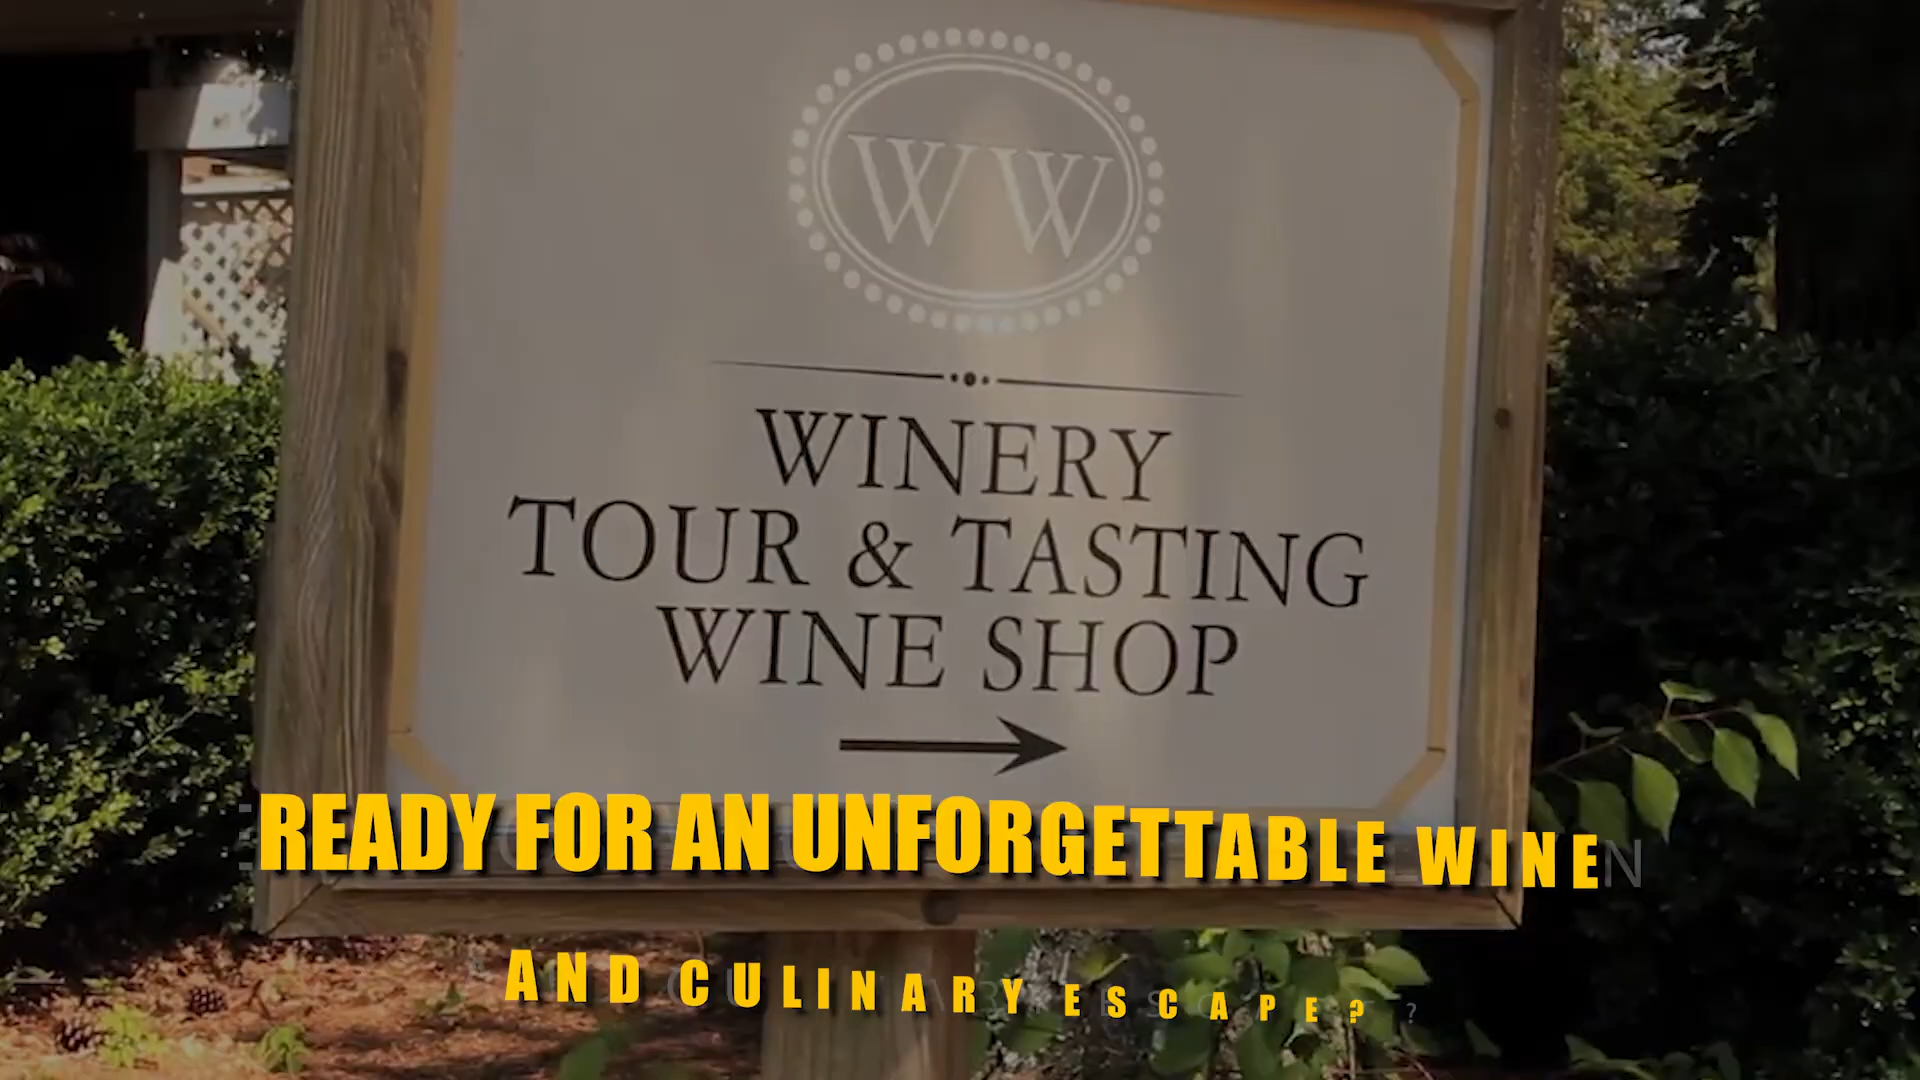 WW
WINERY
TOUR & TASTING
WINE SHOP
READY FOR AN UNFORGETTABLE WINE
AND CULINARY ESCAPE?